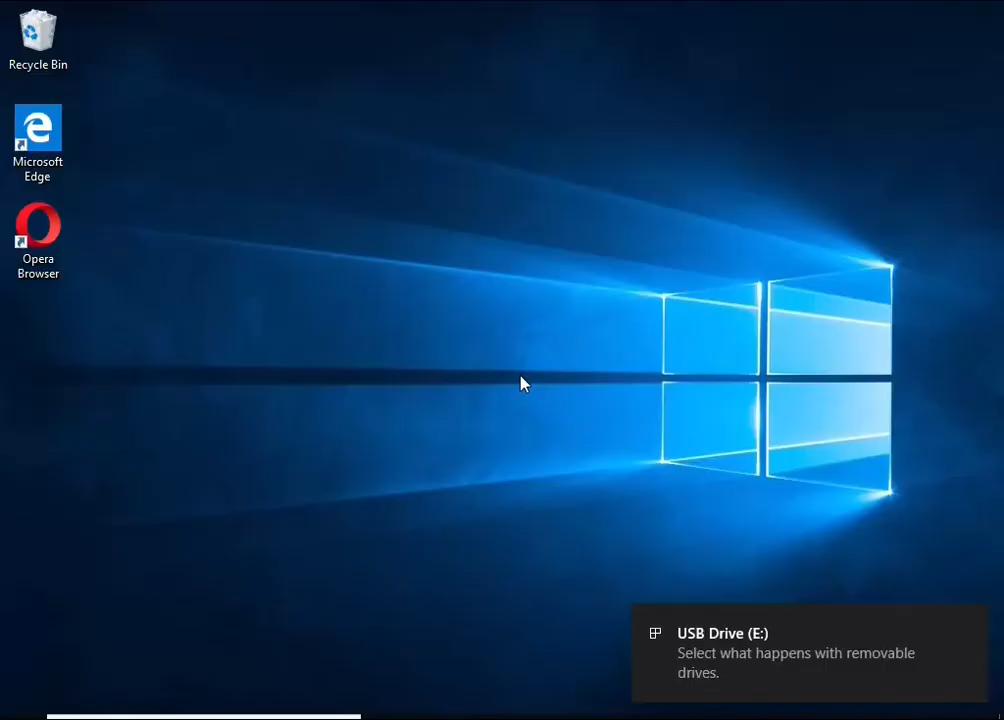 Recycle Bin
Microsoft
Edge
Opera
Browser
USB Drive (E:)
Select what happens with removable
drives.